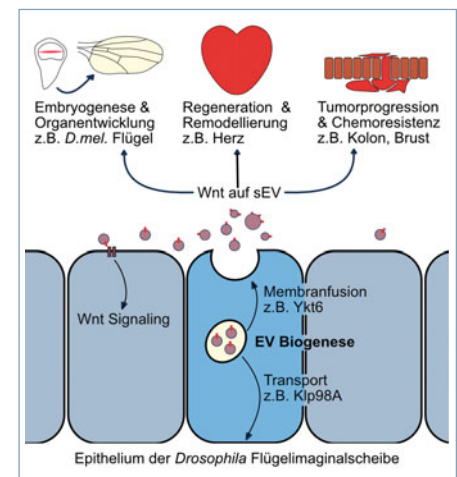 Embryogenese &
Organentwicklung
z.B. D.mel. Flügel
Regeneration &
Remodellierung
z.B. Herz
Tumorprogression
& Chemoresistenz
z.B. Kolon, Brust
Wnt auf sEV
Wnt Signaling
Membranfusion
z.B. Ykt6
EV Biogenese
Transport
z.B. Klp98A
Epithelium der Drosophila Flügelimaginalscheibe